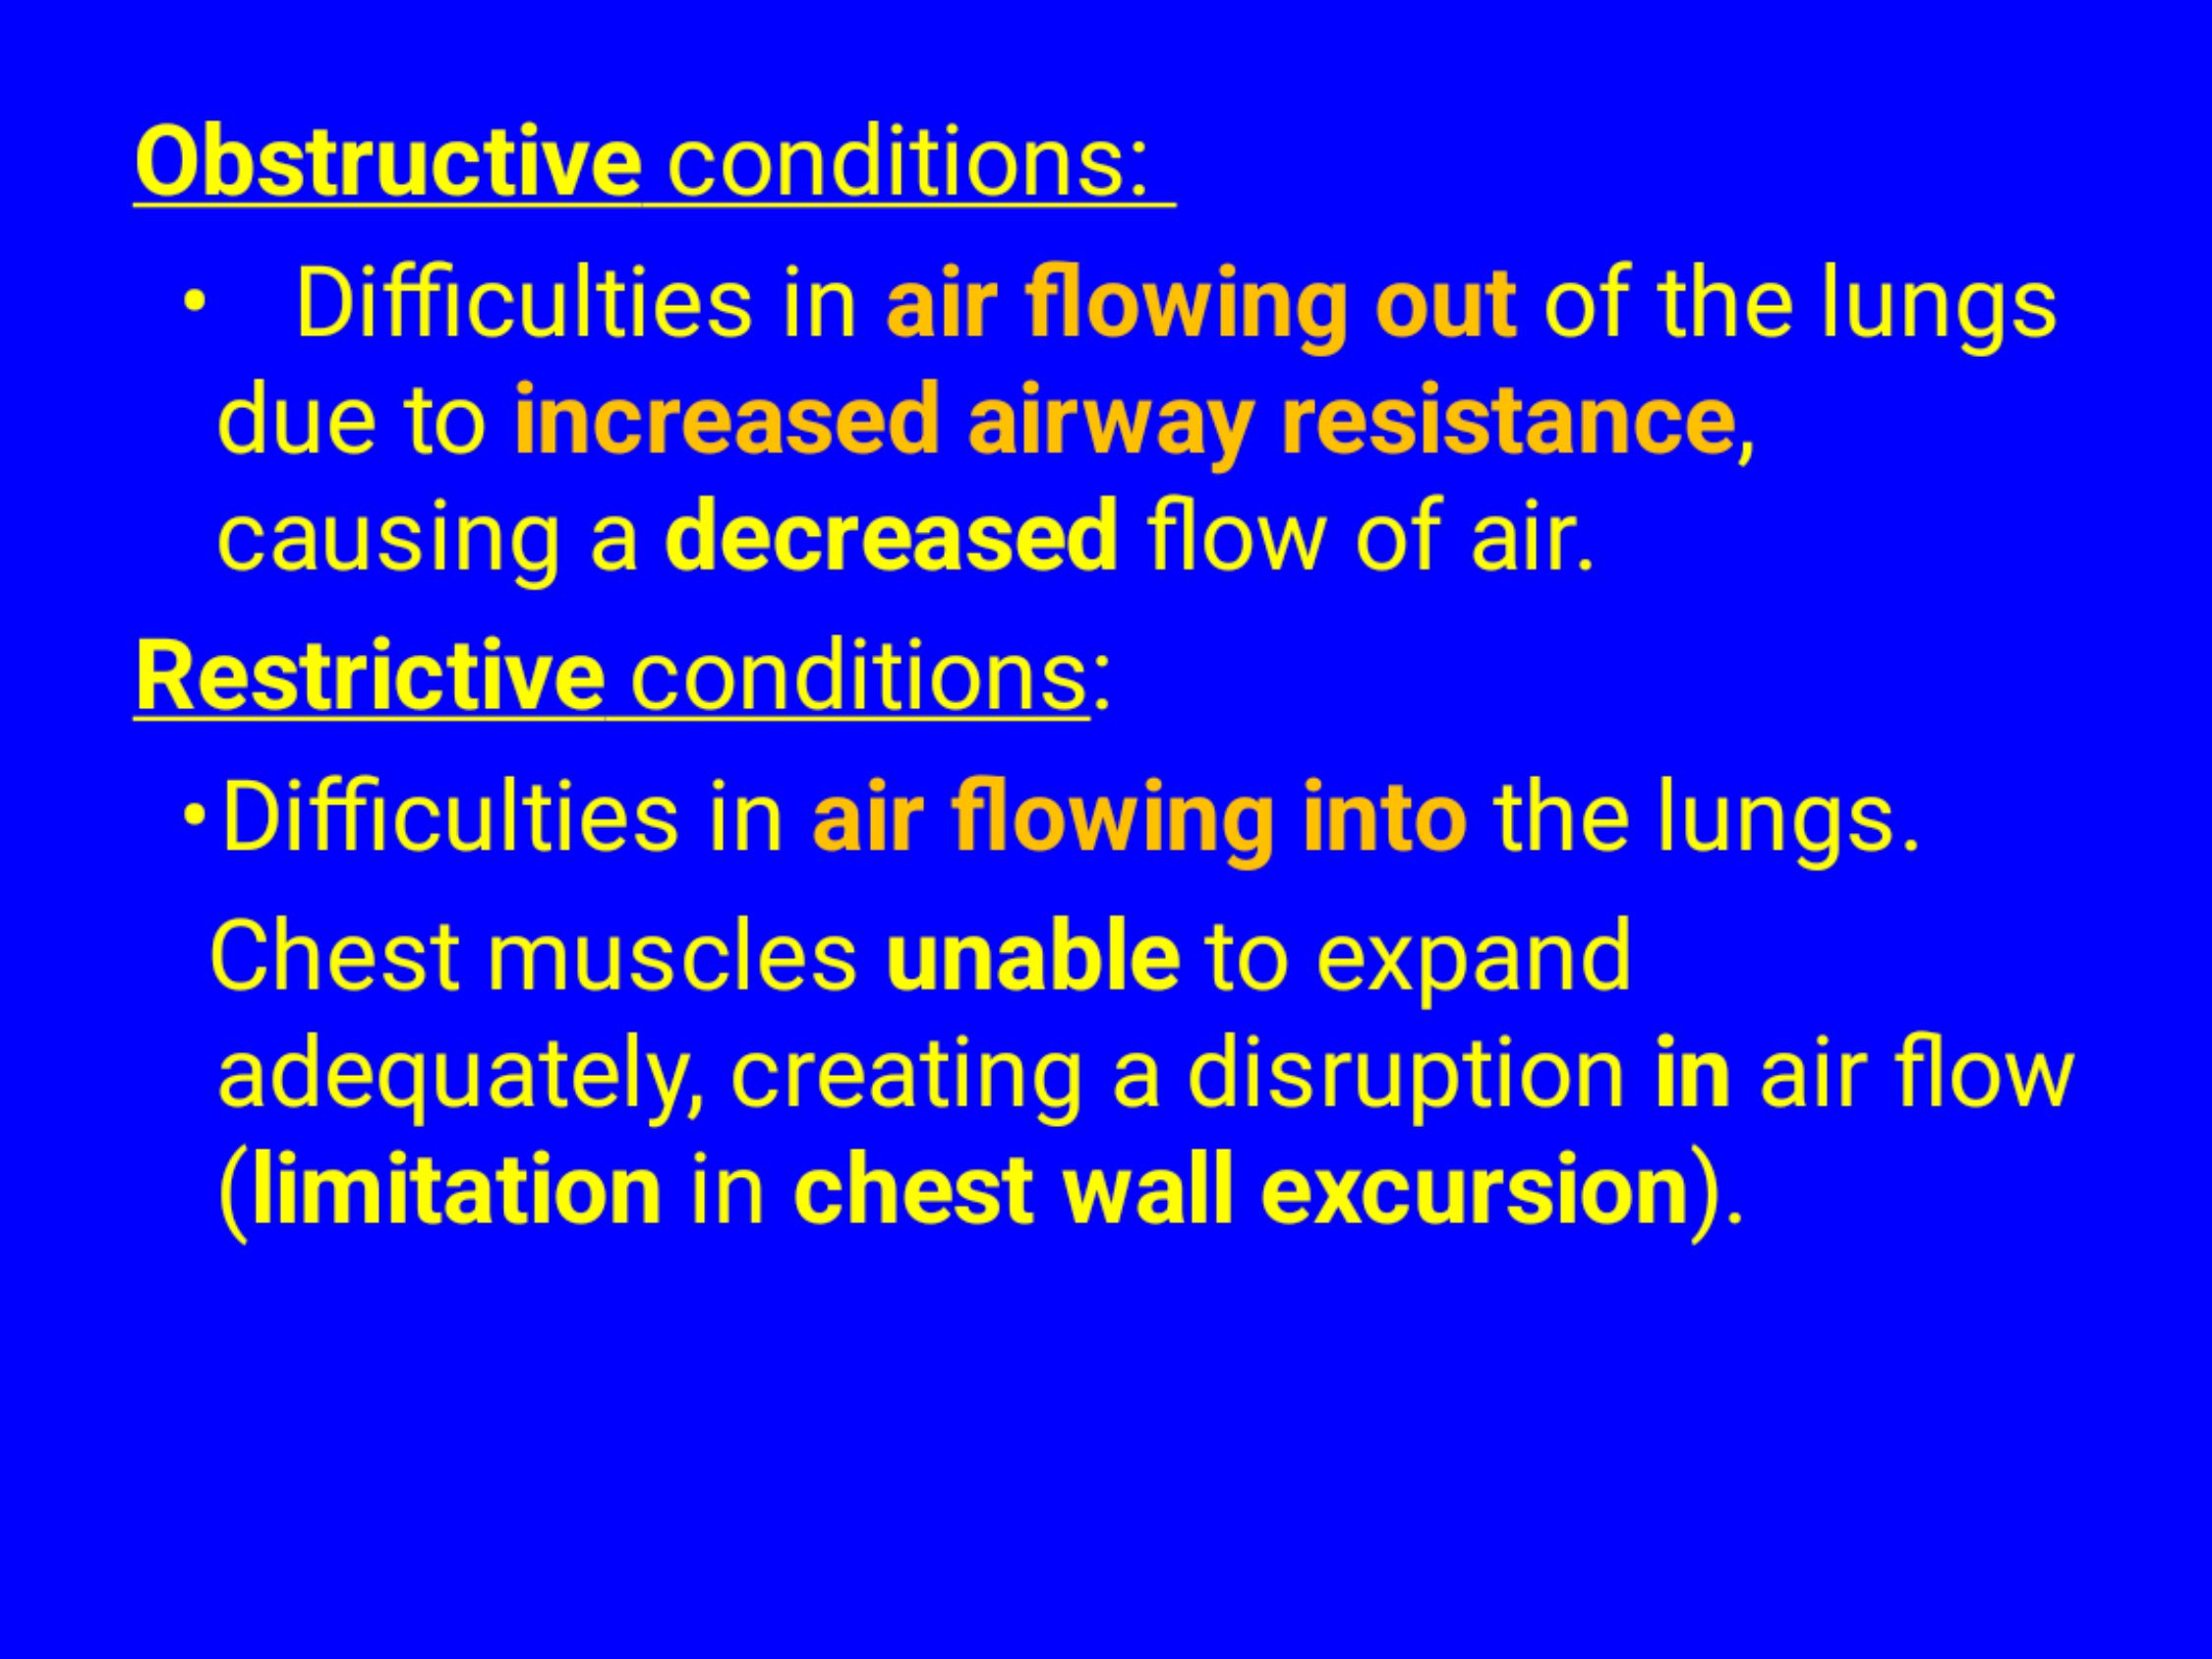 Obstructive conditions:
• Difficulties in air flowing out of the lungs
due to increased airway resistance,
causing a decreased flow of air.
Restrictive conditions:
•Difficulties in air flowing into the lungs.
Chest muscles unable to expand
adequately, creating a disruption in air flow
(limitation in chest wall excursion).